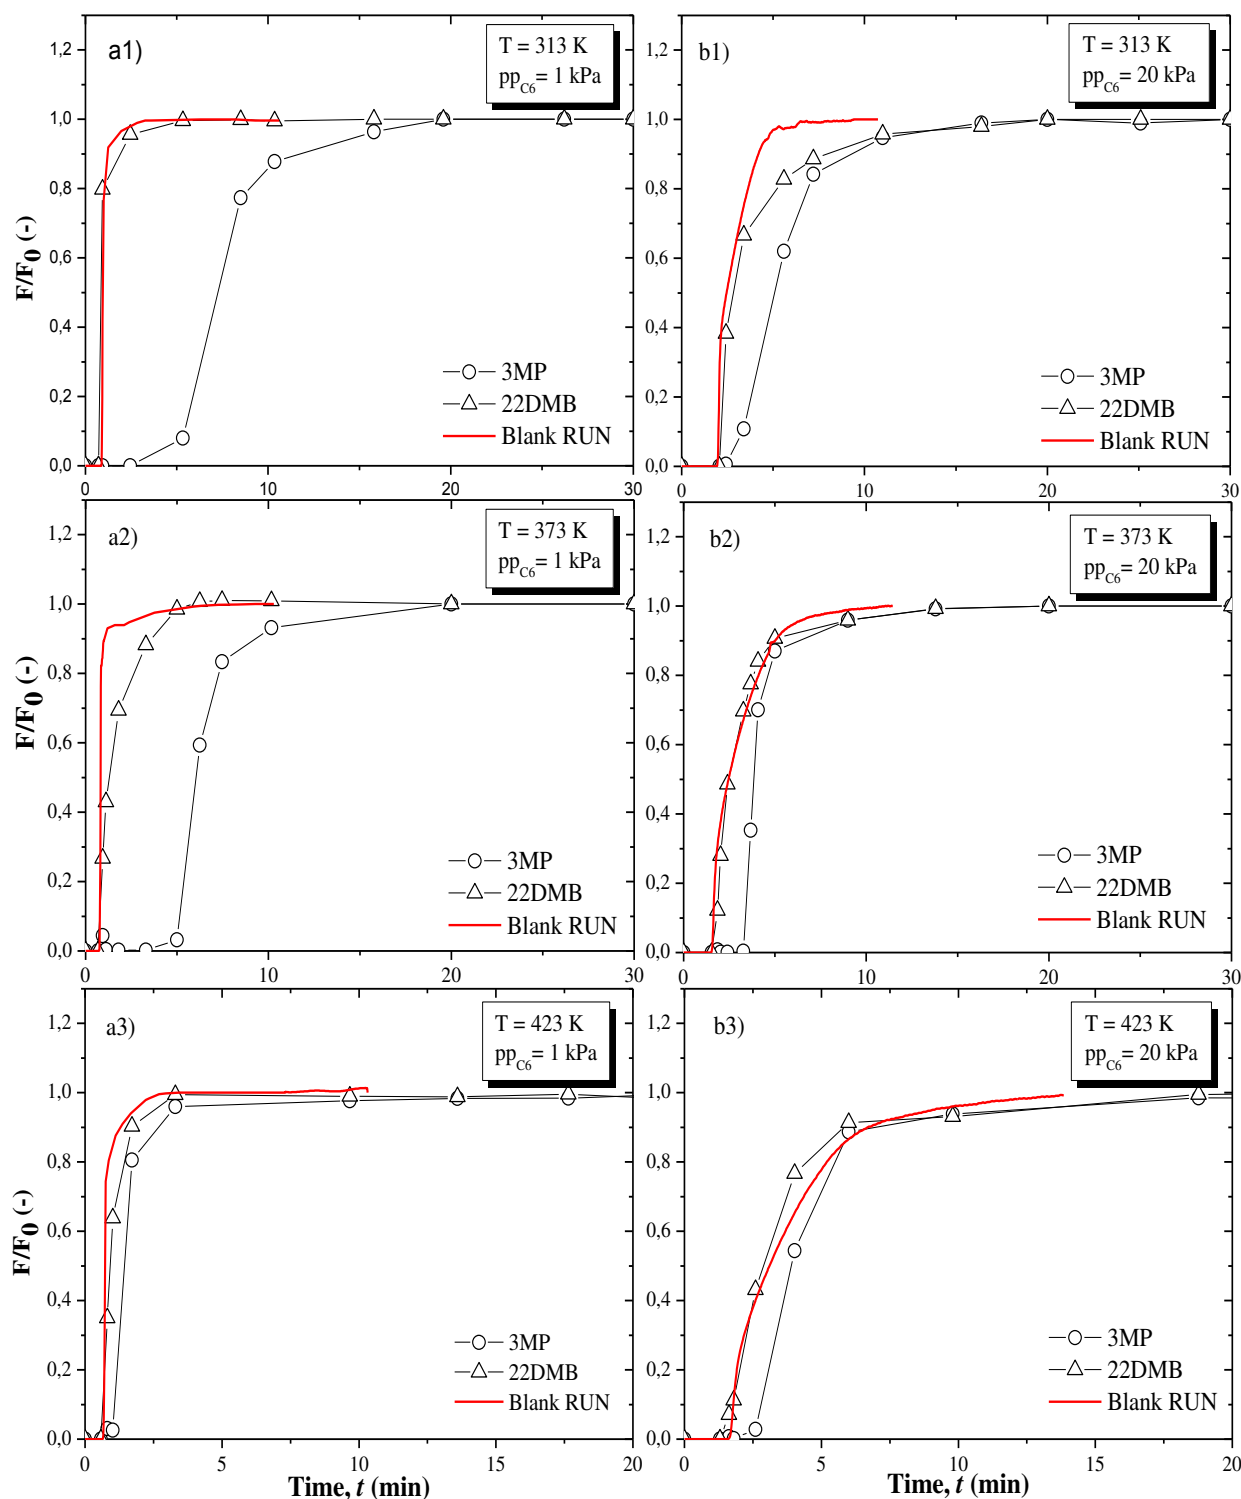 a1)
T = 313 K
pp_C6 = 1 kPa
1,2
1,0
0,8
0,6
0,4
0,2
0,0
F/F0 (-)
3MP
22DMB
Blank RUN
0 10 20 30
b1)
T = 313 K
pp_C6 = 20 kPa
1,2
1,0
0,8
0,6
0,4
0,2
0,0
3MP
22DMB
Blank RUN
0 10 20 30
a2)
T = 373 K
pp_C6 = 1 kPa
1,2
1,0
0,8
0,6
0,4
0,2
0,0
F/F0 (-)
3MP
22DMB
Blank RUN
0 10 20 30
b2)
T = 373 K
pp_C6 = 20 kPa
1,2
1,0
0,8
0,6
0,4
0,2
0,0
3MP
22DMB
Blank RUN
0 10 20 30
a3)
T = 423 K
pp_C6 = 1 kPa
1,2
1,0
0,8
0,6
0,4
0,2
0,0
F/F0 (-)
3MP
22DMB
Blank RUN
0 5 10 15 20
Time, t (min)
b3)
T = 423 K
pp_C6 = 20 kPa
1,2
1,0
0,8
0,6
0,4
0,2
0,0
3MP
22DMB
Blank RUN
0 5 10 15 20
Time, t (min)